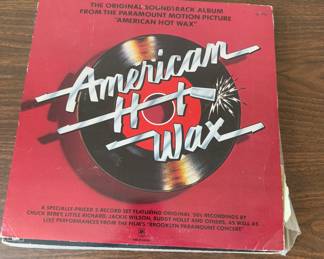 THE ORIGINAL SOUNDTRACK ALBUM
FROM THE PARAMOUNT MOTION PICTURE
"AMERICAN HOT WAX"
American
Hot
Wax
A SPECIALLY-PRICED 2-RECORD SET FEATURING ORIGINAL '50s RECORDINGS BY
CHUCK BERRY, LITTLE RICHARD, JACKIE WILSON, BUDDY HOLLY AND OTHERS, AS WELL AS
LIVE PERFORMANCES FROM THE FILM'S "BROOKLYN PARAMOUNT CONCERT"